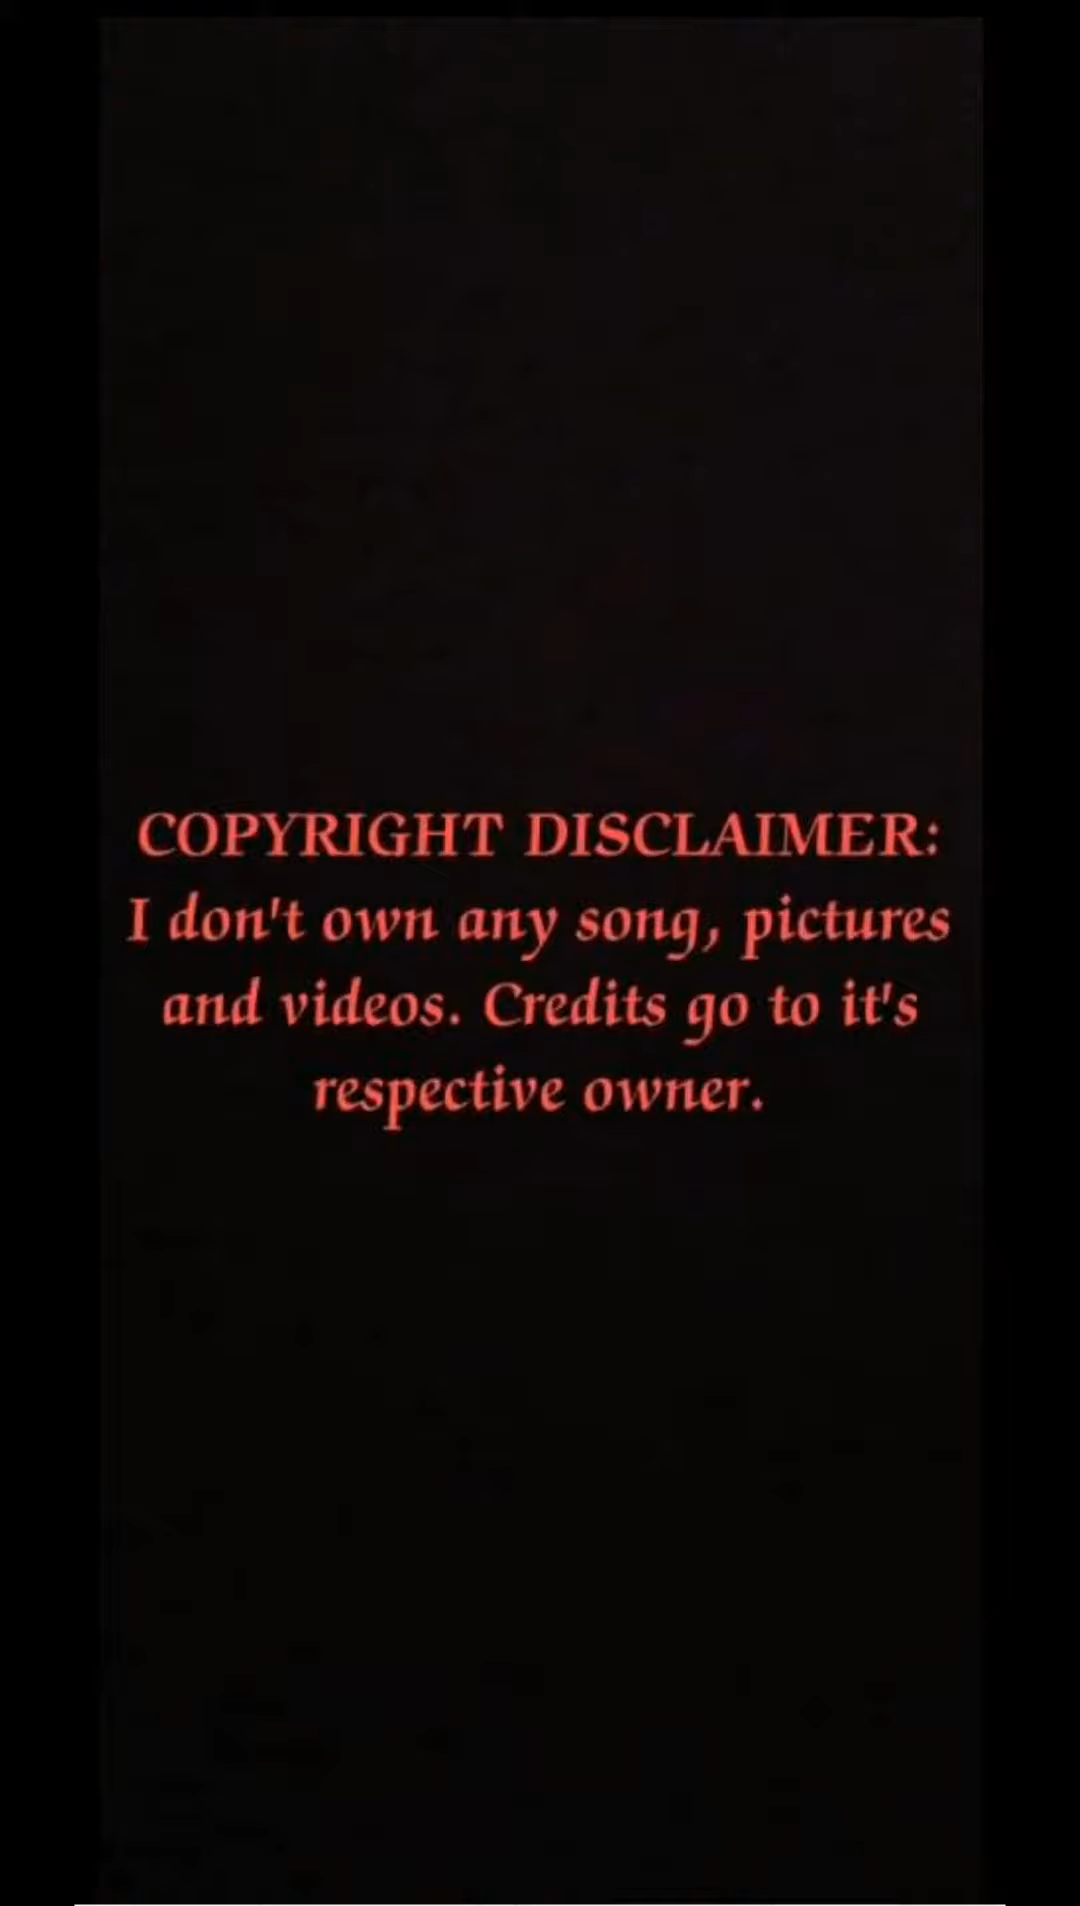 COPYRIGHT DISCLAIMER:
I don't own any song, pictures
and videos. Credits go to it's
respective owner.